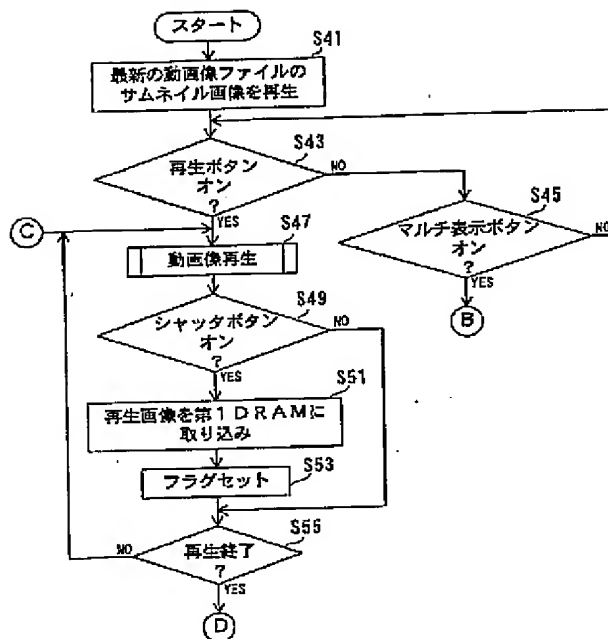 スタート
S41
最新の動画像ファイルの
サムネイル画像を再生
S43
再生ボタン
オン
?
NO
YES
S45
マルチ表示ボタン
オン
?
NO
YES
B
C
S47
動画像再生
S49
シャッタボタン
オン
?
NO
YES
S51
再生画像を第1DRAMに
取り込み
S53
フラグセット
S55
再生終了
?
NO
YES
D